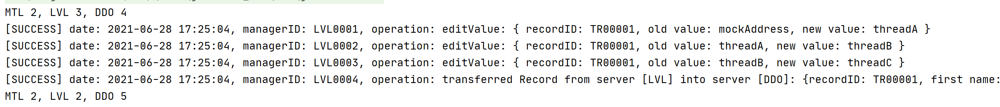 MTL 2, LVL 3, DDO 4
[SUCCESS] date: 2021-06-28 17:25:04, managerID: LVL0001, operation: editValue: { recordID: TR00001, old value: mockAddress, new value: threadA }
[SUCCESS] date: 2021-06-28 17:25:04, managerID: LVL0002, operation: editValue: { recordID: TR00001, old value: threadA, new value: threadB }
[SUCCESS] date: 2021-06-28 17:25:04, managerID: LVL0003, operation: editValue: { recordID: TR00001, old value: threadB, new value: threadC }
[SUCCESS] date: 2021-06-28 17:25:04, managerID: LVL0004, operation: transferred Record from server [LVL] into server [DDO]: {recordID: TR00001, first name:
MTL 2, LVL 2, DDO 5